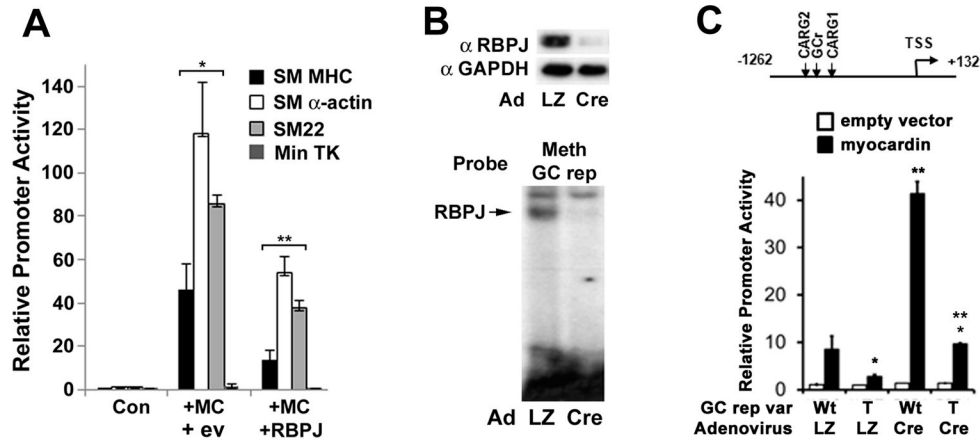 A
Relative Promoter Activity
140
120
100
80
60
40
20
0
*
**
SM MHC
SM α-actin
SM22
Min TK
Con
+MC
+ ev
+MC
+RBPJ
B
α RBPJ
α GAPDH
Ad LZ Cre
Meth
Probe GC rep
RBPJ
Ad LZ Cre
C
CARG2
GCr
CARG1
TSS
-1262
+132
empty vector
myocardin
Relative Promoter Activity
40
30
20
10
0
*
**
**
*
GC rep var Wt T Wt T
Adenovirus LZ LZ Cre Cre